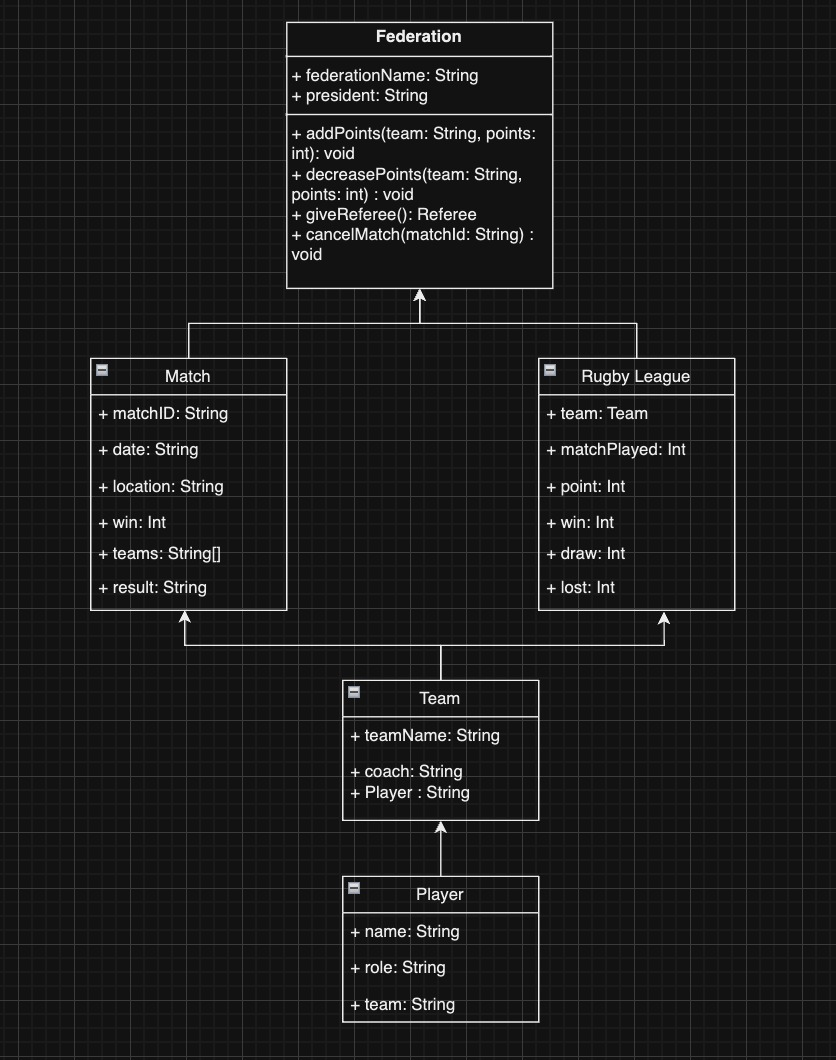 Federation
+ federationName: String
+ president: String
+ addPoints(team: String, points:
int): void
+ decreasePoints(team: String,
points: int) : void
+ giveReferee(): Referee
+ cancelMatch(matchId: String) :
void
Match
+ matchID: String
+ date: String
+ location: String
+ win: Int
+ teams: String[]
+ result: String
Rugby League
+ team: Team
+ matchPlayed: Int
+ point: Int
+ win: Int
+ draw: Int
+ lost: Int
Team
+ teamName: String
+ coach: String
+ Player : String
Player
+ name: String
+ role: String
+ team: String